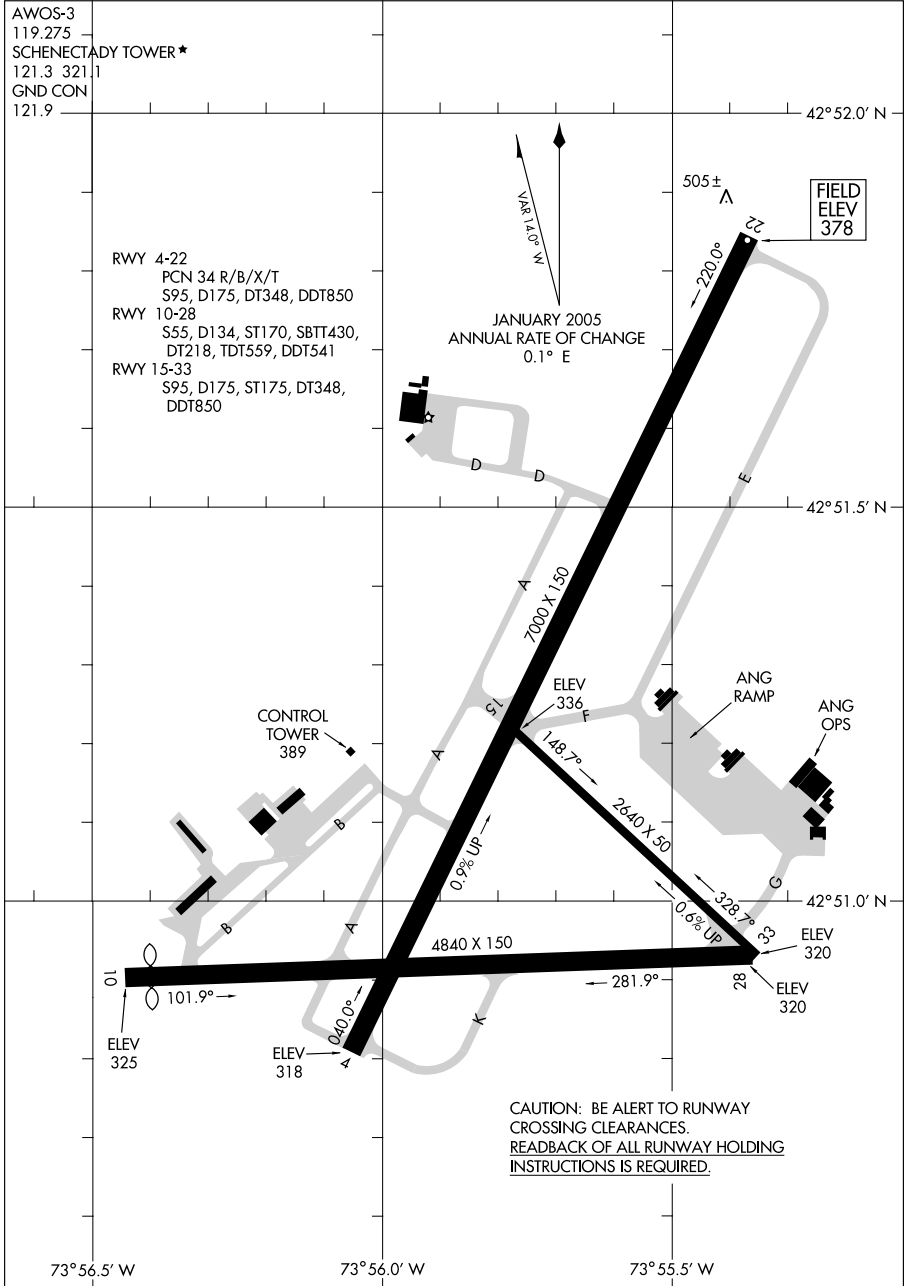 AWOS-3
119.275
SCHENECTADY TOWER★
121.3 321.1
GND CON
121.9
42°52.0' N
505±
FIELD
ELEV
378
22
VAR 14.0° W
220.0°
RWY 4-22
PCN 34 R/B/X/T
S95, D175, DT348, DDT850
RWY 10-28
S55, D134, ST170, SBTT430,
DT218, TDT559, DDT541
RWY 15-33
S95, D175, ST175, DT348,
DDT850
JANUARY 2005
ANNUAL RATE OF CHANGE
0.1° E
D
D
E
42°51.5' N
A
7000 X 150
ELEV
336
15
F
ANG
RAMP
ANG
OPS
CONTROL
TOWER
389
A
148.7°
2640 X 50
B
0.9% UP
G
42°51.0' N
B
A
328.7°
0.6% UP
33
4840 X 150
ELEV
320
10
101.9°
281.9°
28
ELEV
320
040.0°
K
ELEV
325
ELEV
318
4
CAUTION: BE ALERT TO RUNWAY
CROSSING CLEARANCES.
READBACK OF ALL RUNWAY HOLDING
INSTRUCTIONS IS REQUIRED.
73°56.5' W
73°56.0' W
73°55.5' W